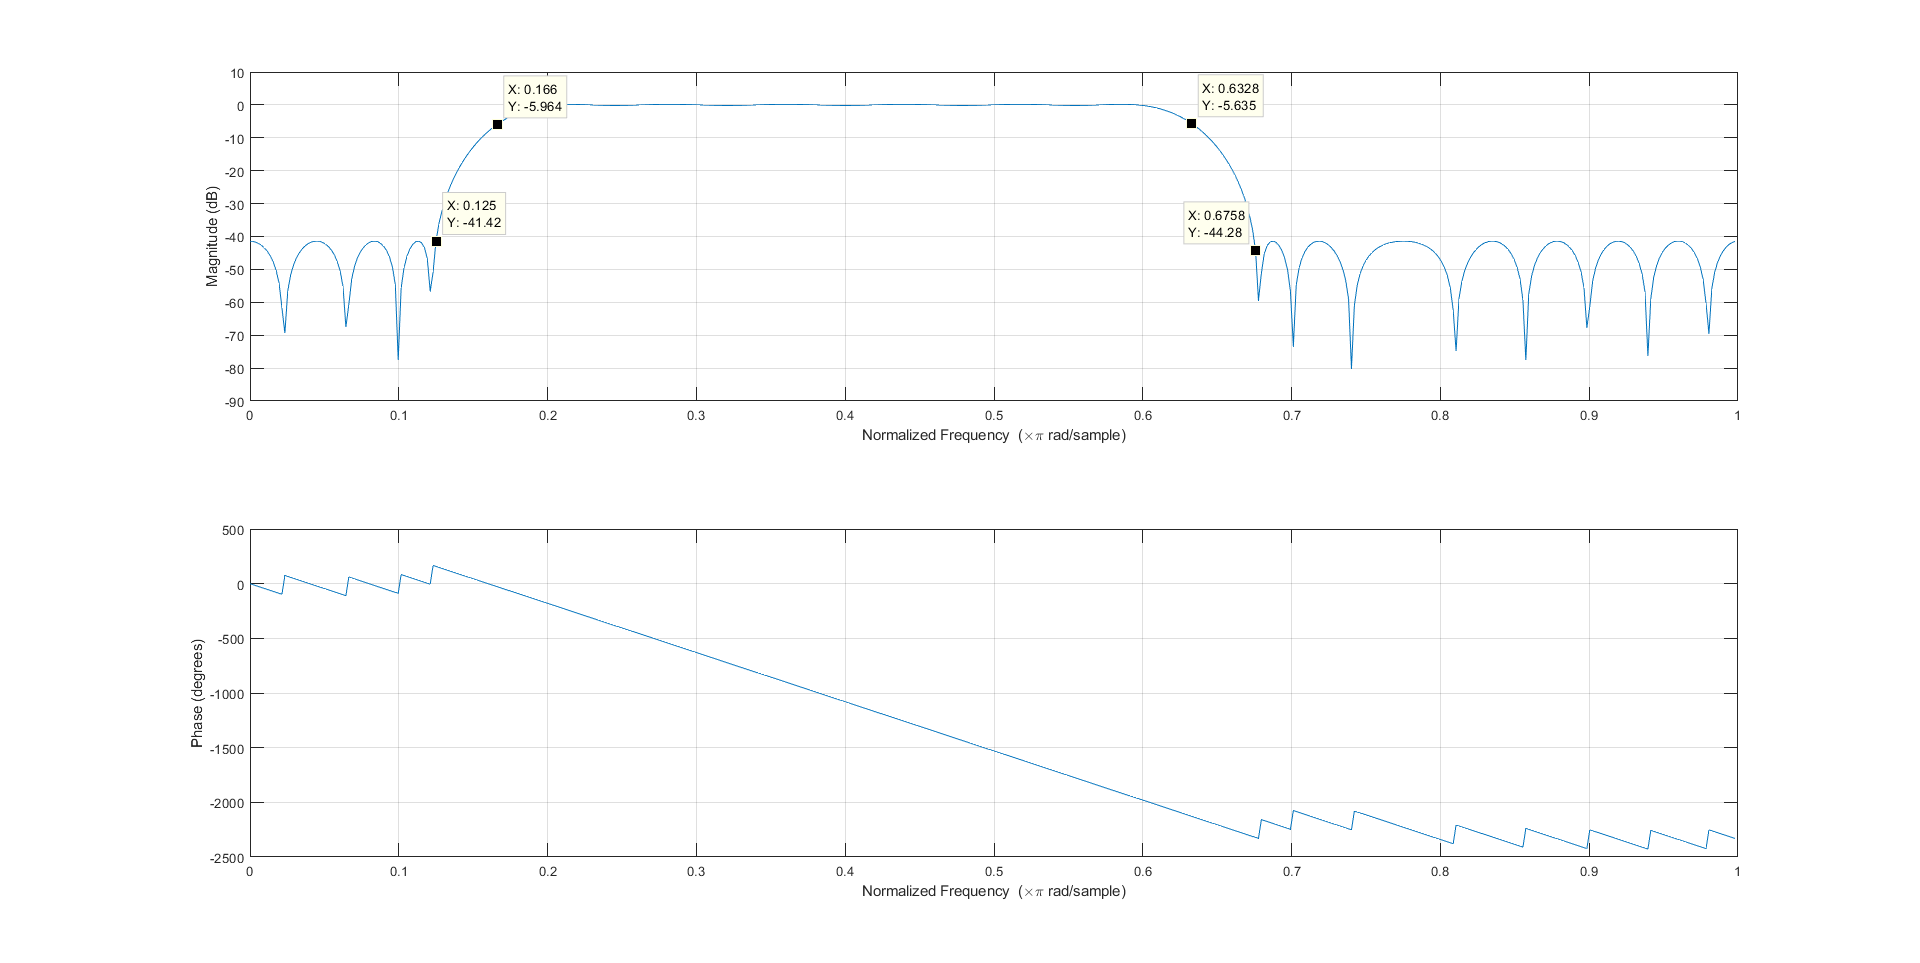 10
0
-10
-20
-30
-40
-50
-60
-70
-80
-90
Magnitude (dB)
X: 0.166
Y: -5.964
X: 0.6328
Y: -5.635
X: 0.125
Y: -41.42
X: 0.6758
Y: -44.28
0 0.1 0.2 0.3 0.4 0.5 0.6 0.7 0.8 0.9 1
Normalized Frequency (×π rad/sample)
500
0
-500
-1000
-1500
-2000
-2500
Phase (degrees)
0 0.1 0.2 0.3 0.4 0.5 0.6 0.7 0.8 0.9 1
Normalized Frequency (×π rad/sample)